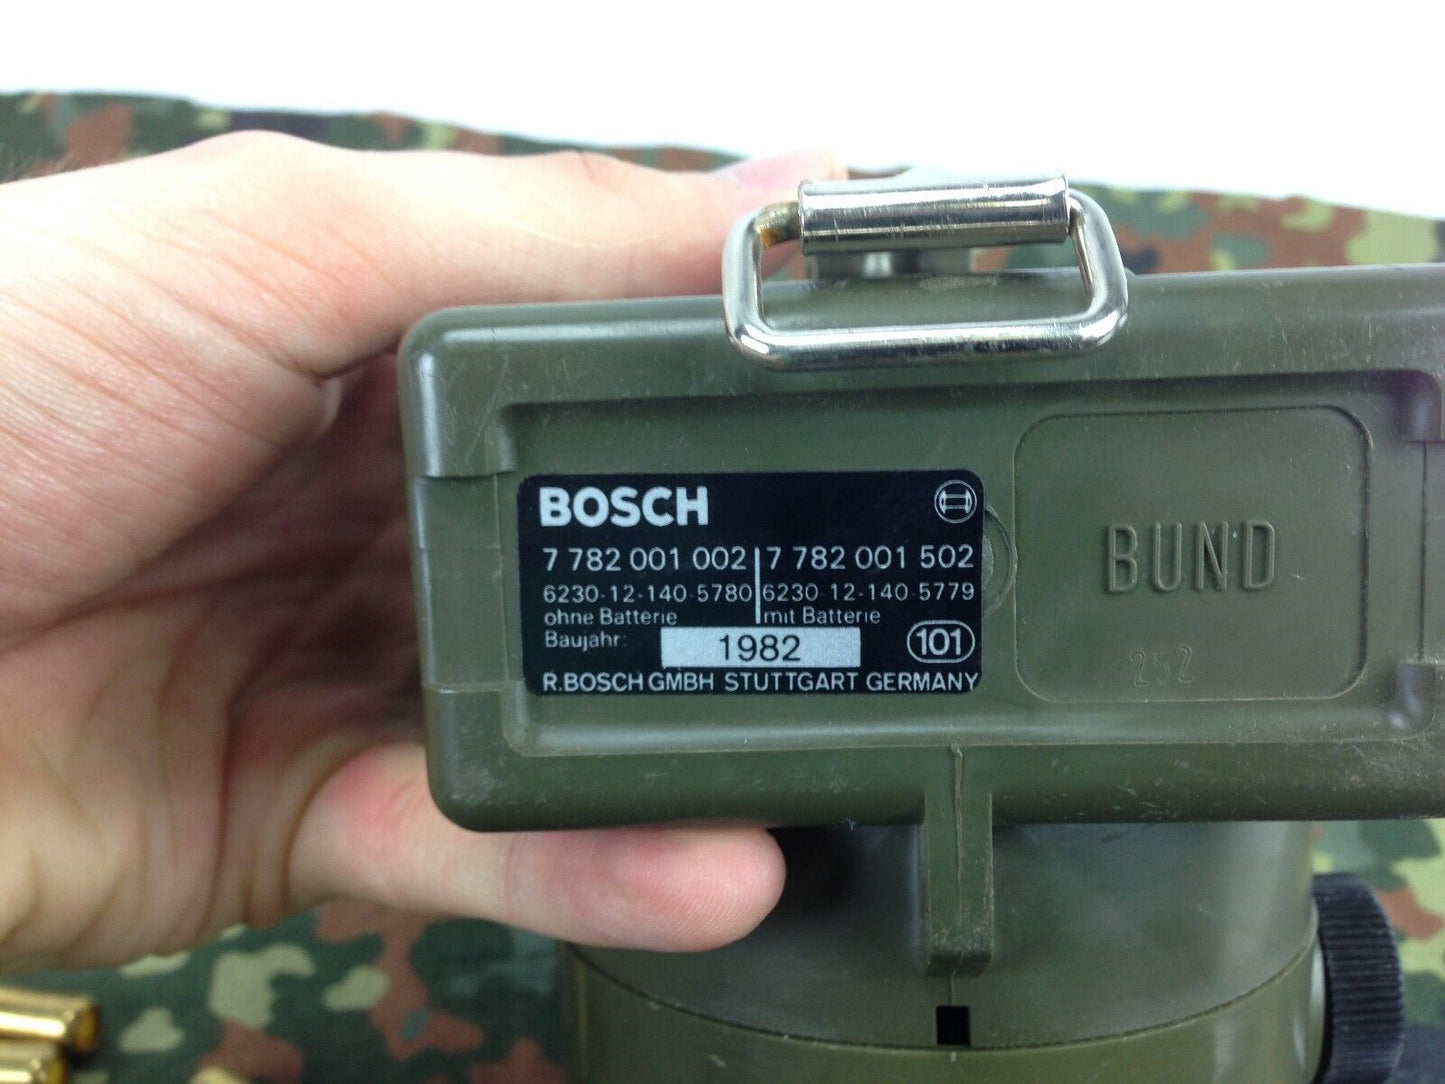 BOSCH
7 782 001 002 | 7 782 001 502
6230-12-140-5780 | 6230 12-140-5779
ohne Batterie | mit Batterie
Baujahr: 1982 101
R.BOSCH GMBH STUTTGART GERMANY
BUND
252